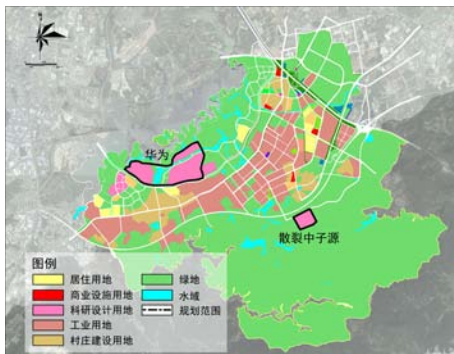 华为
散裂中子源
图例
居住用地
商业设施用地
科研设计用地
工业用地
村庄建设用地
绿地
水域
规划范围